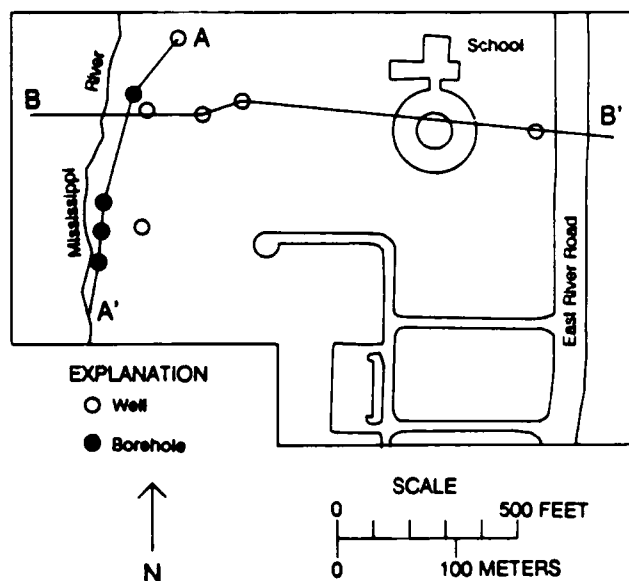 A
School
River
B
B'
Mississippi
East River Road
A'
EXPLANATION
Well
Borehole
SCALE
0 500 FEET
0 100 METERS
N